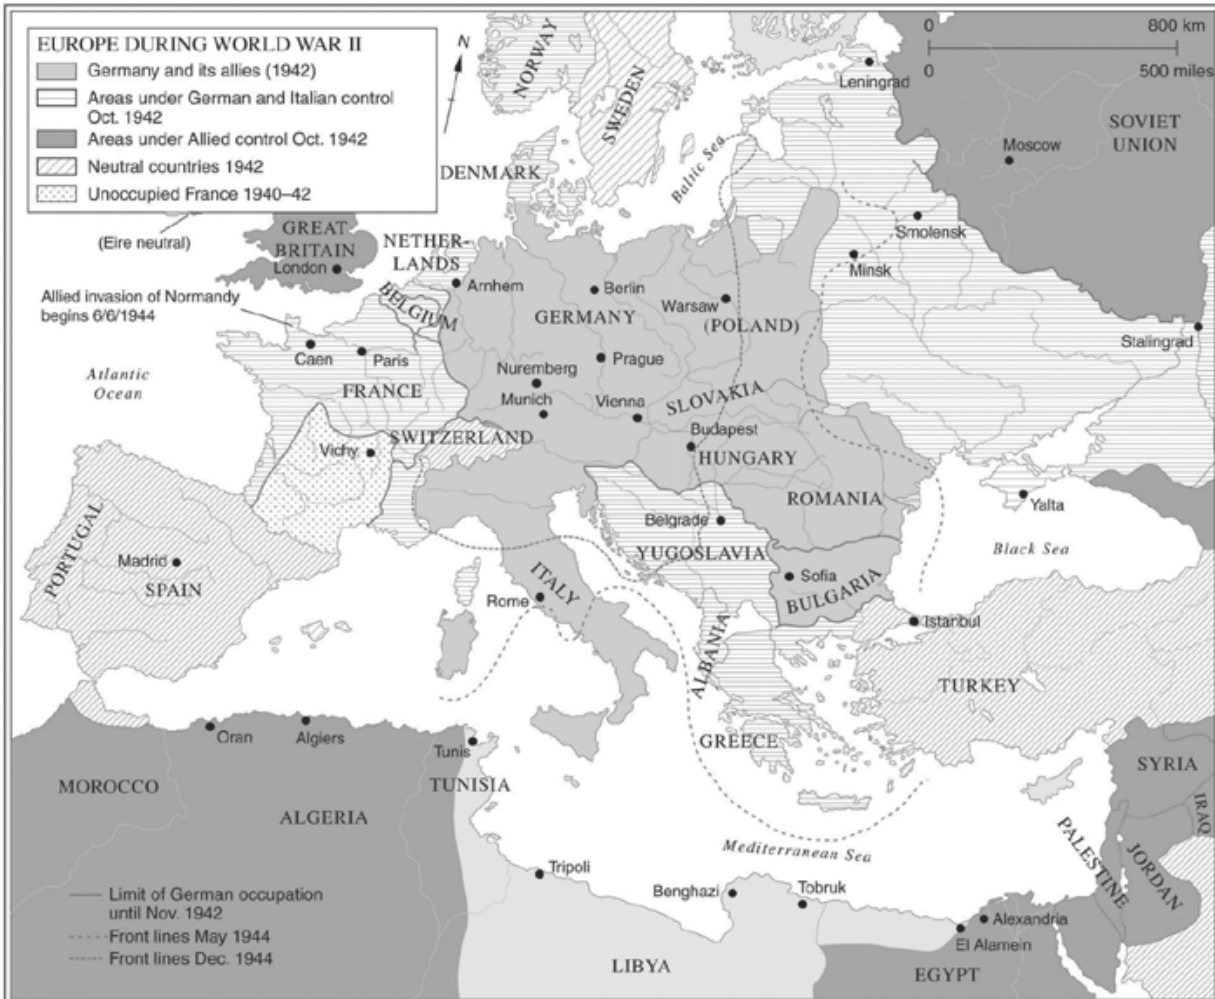 EUROPE DURING WORLD WAR II
Germany and its allies (1942)
Areas under German and Italian control
Oct. 1942
Areas under Allied control Oct. 1942
Neutral countries 1942
Unoccupied France 1940–42
N
0
800 km
0
500 miles
NORWAY
SWEDEN
Leningrad
SOVIET
UNION
Moscow
DENMARK
Baltic Sea
(Eire neutral)
GREAT
BRITAIN
London
NETHER-
LANDS
Smolensk
Minsk
Arnhem
Berlin
BELGIUM
Allied invasion of Normandy
begins 6/6/1944
GERMANY
Warsaw
(POLAND)
Stalingrad
Caen
Paris
Prague
Atlantic
Ocean
FRANCE
Nuremberg
Munich
Vienna
SLOVAKIA
SWITZERLAND
Budapest
HUNGARY
Vichy
ROMANIA
Yalta
PORTUGAL
Belgrade
YUGOSLAVIA
Black Sea
Madrid
SPAIN
ITALY
Rome
Sofia
BULGARIA
Istanbul
ALBANIA
TURKEY
Oran
Algiers
Tunis
GREECE
MOROCCO
TUNISIA
SYRIA
IRAQ
ALGERIA
PALESTINE
JORDAN
Mediterranean Sea
Tripoli
Benghazi
Tobruk
Alexandria
El Alamein
LIBYA
EGYPT
Limit of German occupation
until Nov. 1942
Front lines May 1944
Front lines Dec. 1944